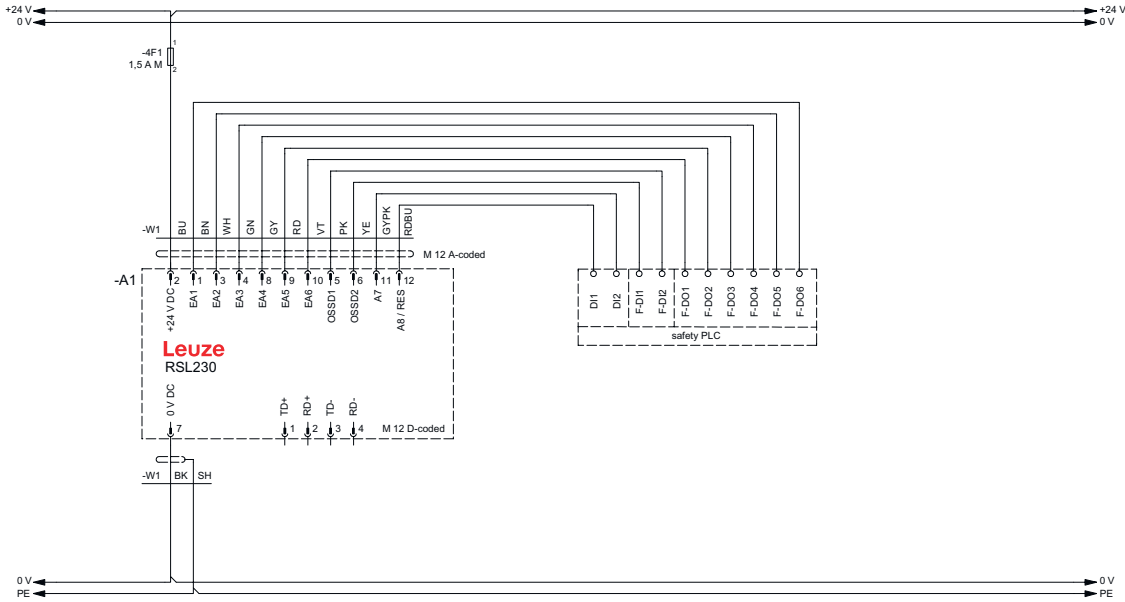 +24 V
+24 V
0 V
0 V
1
-4F1
1,5 A M
2
-W1
BU
BN
WH
GN
GY
RD
VT
PK
YE
GYPK
RDBU
M 12 A-coded
-A1
2
1
3
4
8
9
10
5
6
11
12
+24 V DC
EA1
EA2
EA3
EA4
EA5
EA6
OSSD1
OSSD2
A7
A8 / RES
DI1
DI2
F-DI1
F-DI2
F-DO1
F-DO2
F-DO3
F-DO4
F-DO5
F-DO6
safety PLC
Leuze
RSL230
0 V DC
TD+
RD+
TD-
RD-
7
1
2
3
4
M 12 D-coded
-W1
BK
SH
0 V
0 V
PE
PE